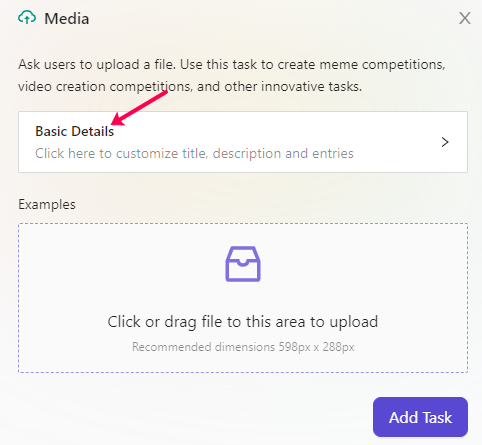 Media
Ask users to upload a file. Use this task to create meme competitions,
video creation competitions, and other innovative tasks.
Basic Details
Click here to customize title, description and entries
Examples
Click or drag file to this area to upload
Recommended dimensions 598px x 288px
Add Task